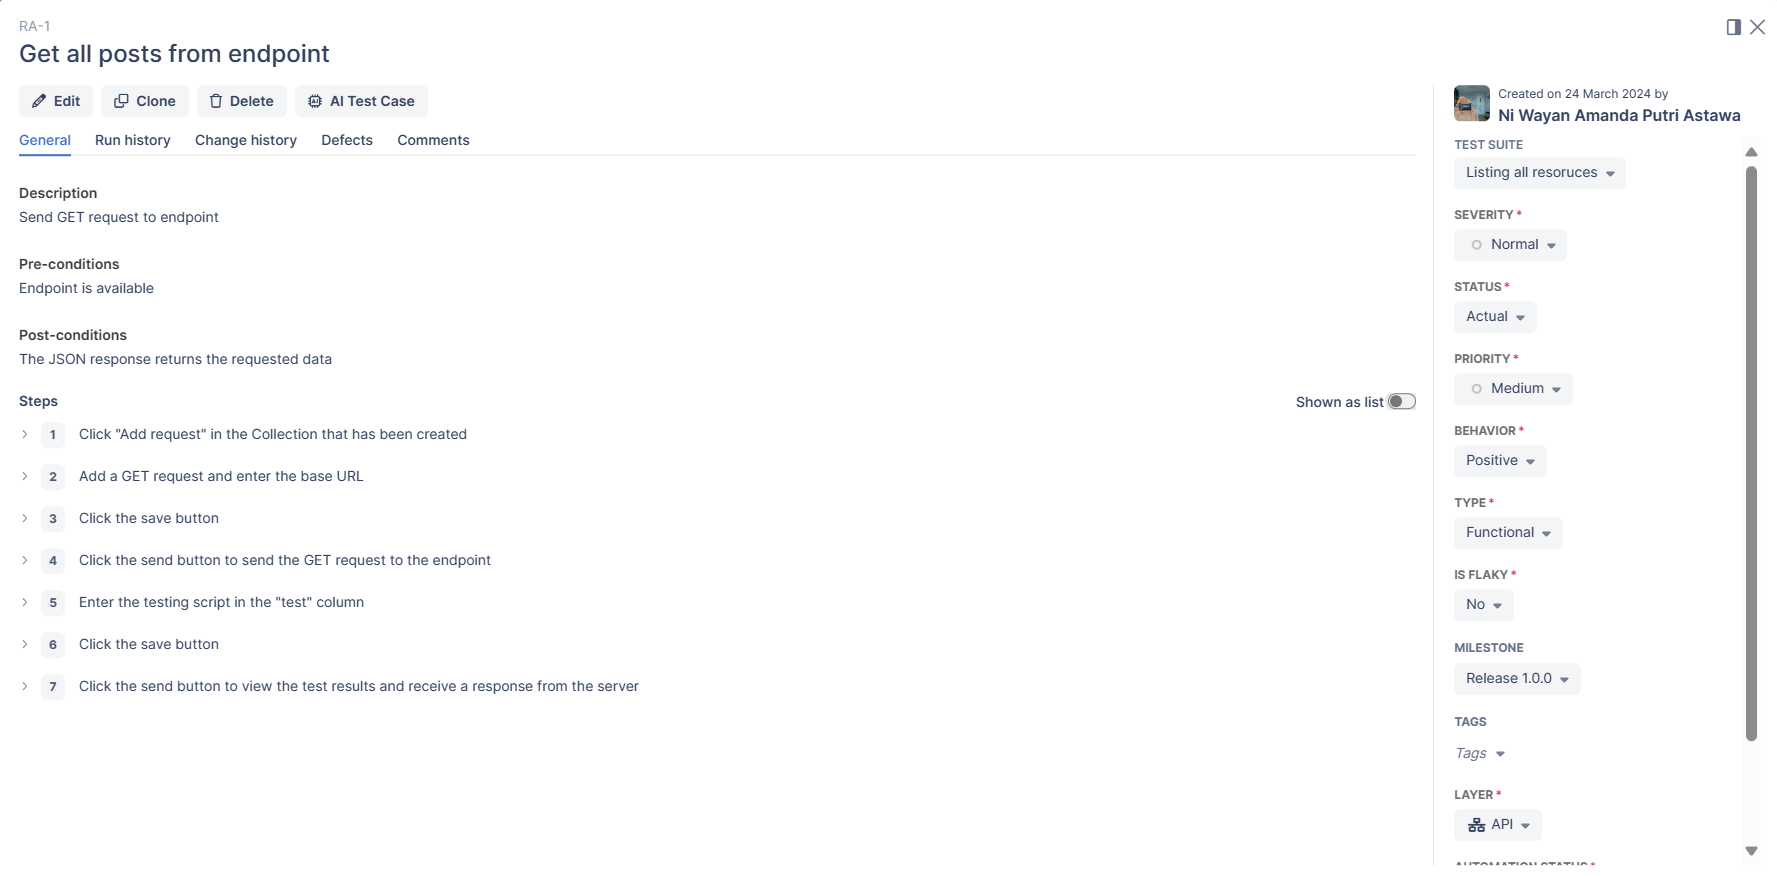 RA-1
Get all posts from endpoint
Edit
Clone
Delete
AI Test Case
General
Run history
Change history
Defects
Comments
Description
Send GET request to endpoint
Pre-conditions
Endpoint is available
Post-conditions
The JSON response returns the requested data
Steps
Shown as list
1 Click "Add request" in the Collection that has been created
2 Add a GET request and enter the base URL
3 Click the save button
4 Click the send button to send the GET request to the endpoint
5 Enter the testing script in the "test" column
6 Click the save button
7 Click the send button to view the test results and receive a response from the server
Created on 24 March 2024 by
Ni Wayan Amanda Putri Astawa
TEST SUITE
Listing all resoruces
SEVERITY*
Normal
STATUS*
Actual
PRIORITY*
Medium
BEHAVIOR*
Positive
TYPE*
Functional
IS FLAKY*
No
MILESTONE
Release 1.0.0
TAGS
Tags
LAYER*
API
AUTOMATION STATUS*